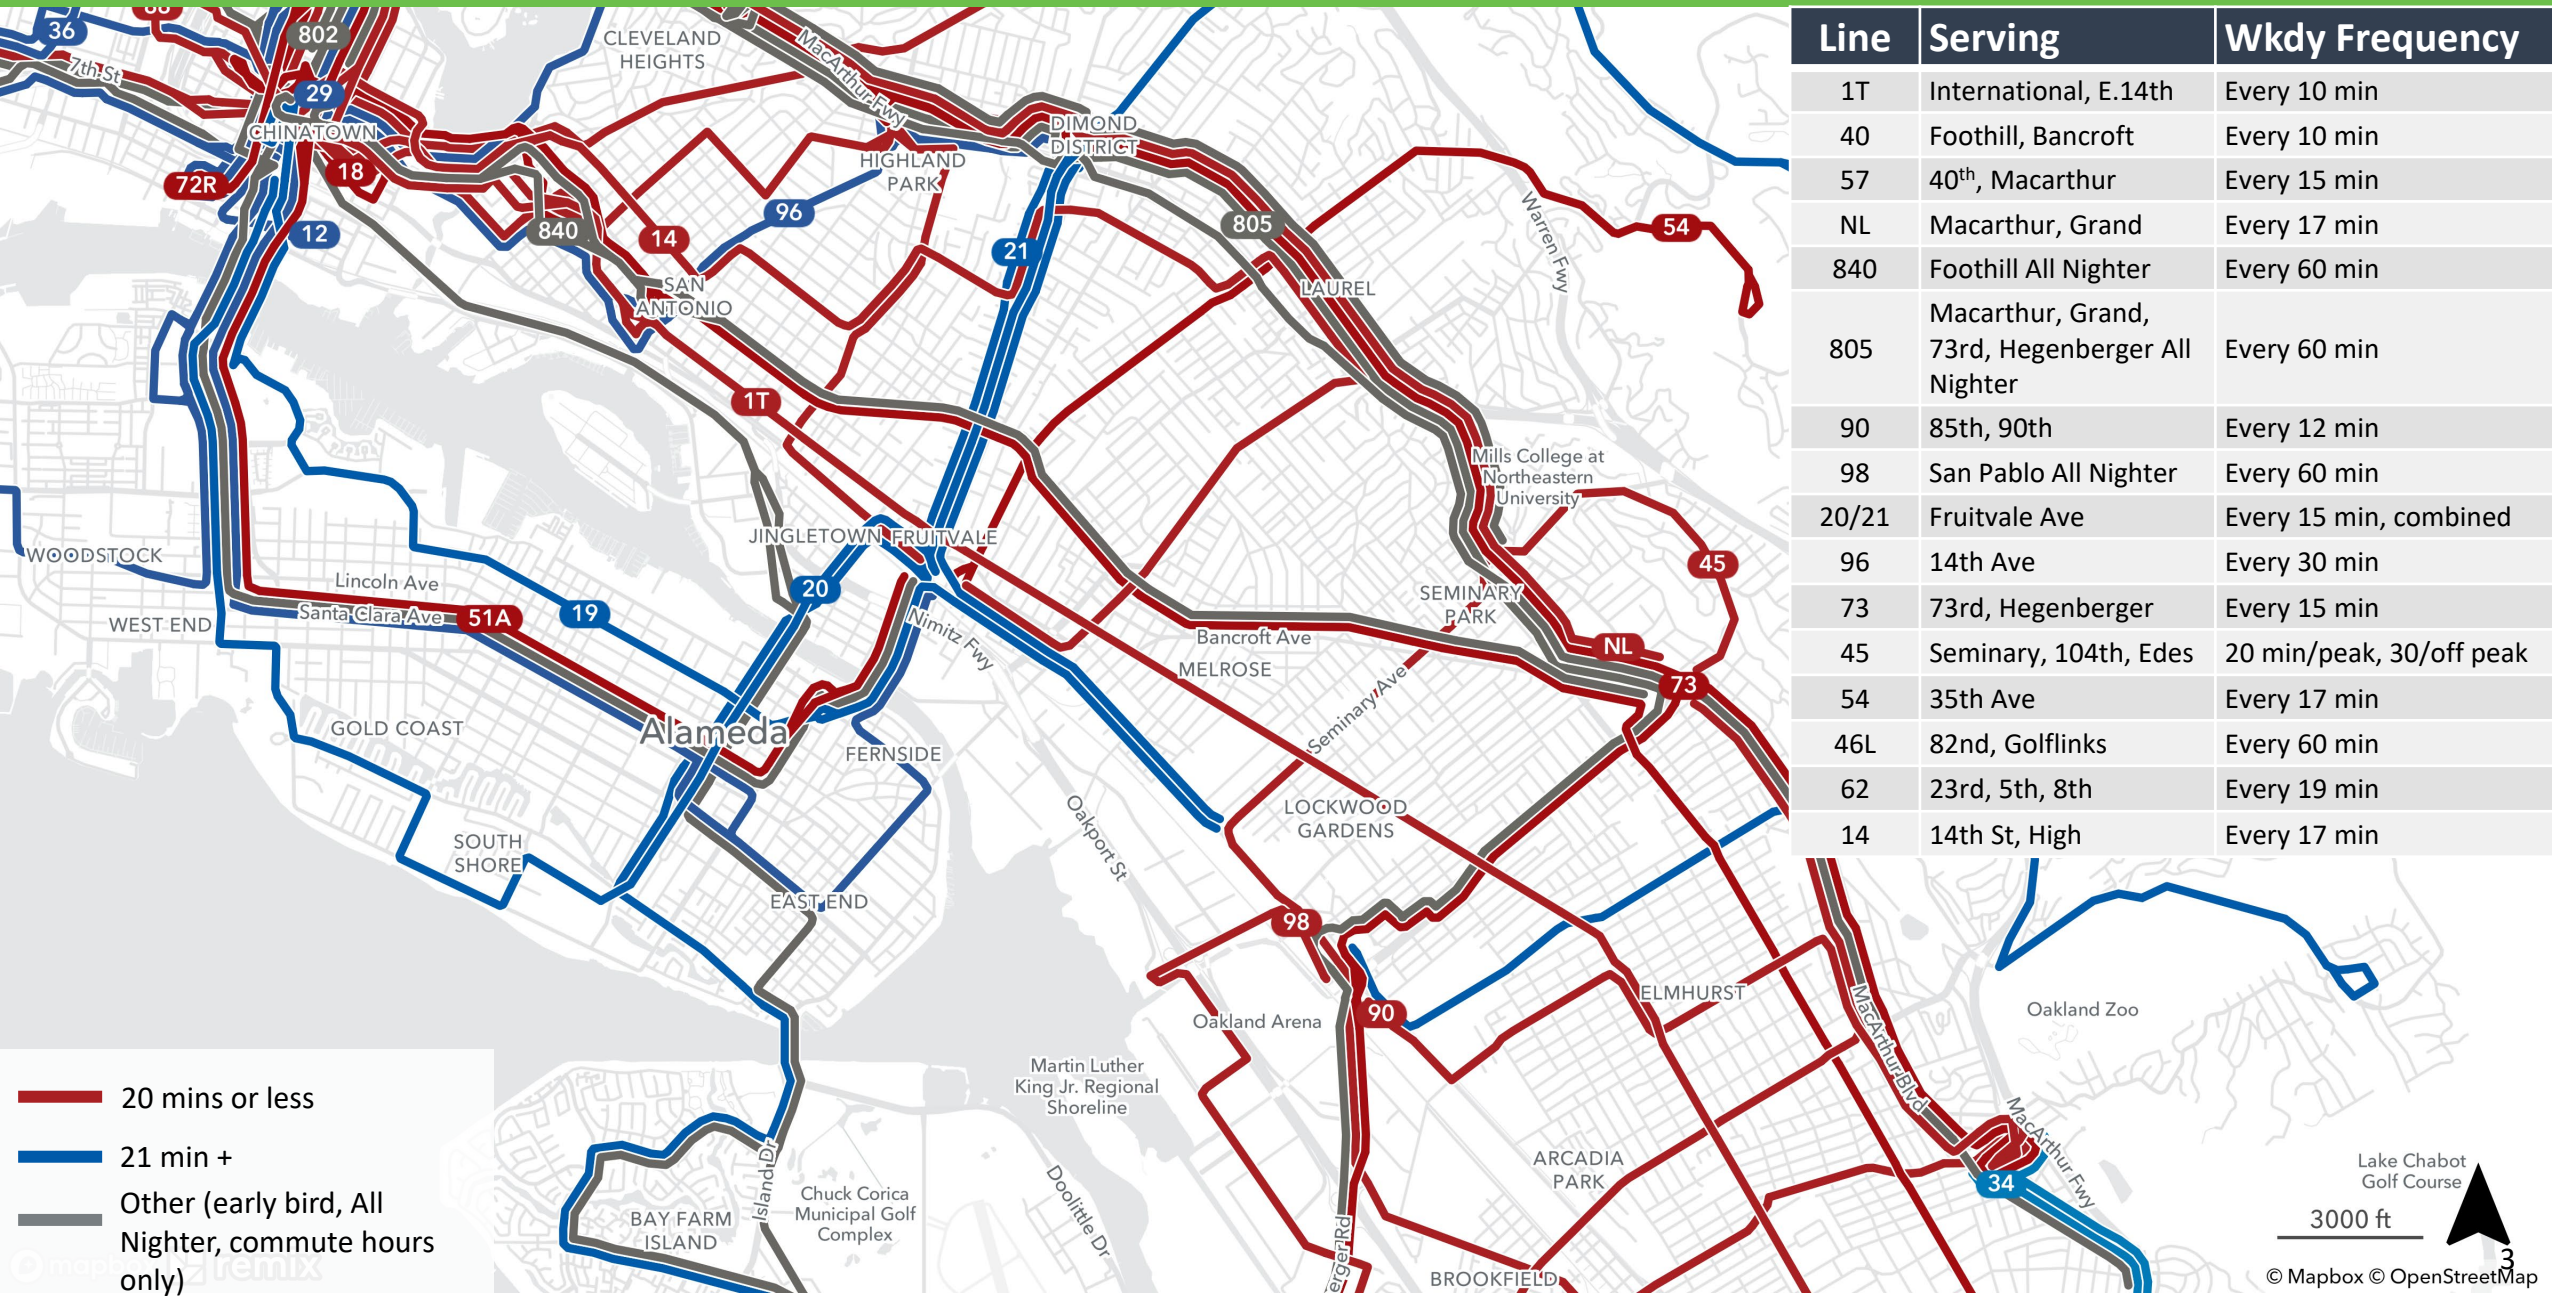 Line Serving Wkdy Frequency
1T International, E.14th Every 10 min
40 Foothill, Bancroft Every 10 min
57 40th, Macarthur Every 15 min
NL Macarthur, Grand Every 17 min
840 Foothill All Nighter Every 60 min
805 Macarthur, Grand, 73rd, Hegenberger All Nighter Every 60 min
90 85th, 90th Every 12 min
98 San Pablo All Nighter Every 60 min
20/21 Fruitvale Ave Every 15 min, combined
96 14th Ave Every 30 min
73 73rd, Hegenberger Every 15 min
45 Seminary, 104th, Edes 20 min/peak, 30/off peak
54 35th Ave Every 17 min
46L 82nd, Golflinks Every 60 min
62 23rd, 5th, 8th Every 19 min
14 14th St, High Every 17 min
36
802
7th St
29
CHINATOWN
72R
18
12
CLEVELAND
HEIGHTS
MacArthur Fwy
DIMOND
DISTRICT
HIGHLAND
PARK
96
840
14
21
805
54
Warren Fwy
SAN
ANTONIO
LAUREL
1T
Mills College at
Northeastern
University
JINGLETOWN
FRUITVALE
WOODSTOCK
Lincoln Ave
Santa Clara Ave
51A
19
20
WEST END
Nimitz Fwy
45
SEMINARY
PARK
Bancroft Ave
MELROSE
NL
73
Seminary Ave
GOLD COAST
Alameda
FERNSIDE
LOCKWOOD
GARDENS
Oakport St
SOUTH
SHORE
EAST END
98
90
ELMHURST
Oakland Arena
Oakland Zoo
MacArthur Blvd
Martin Luther
King Jr. Regional
Shoreline
MacArthur Fwy
34
ARCADIA
PARK
Lake Chabot
Golf Course
Island Dr
Doolittle Dr
Chuck Corica
Municipal Golf
Complex
BAY FARM
ISLAND
BROOKFIELD
erger Rd
20 mins or less
21 min +
Other (early bird, All
Nighter, commute hours
only)
mapbox remix
3000 ft
3
© Mapbox © OpenStreetMap